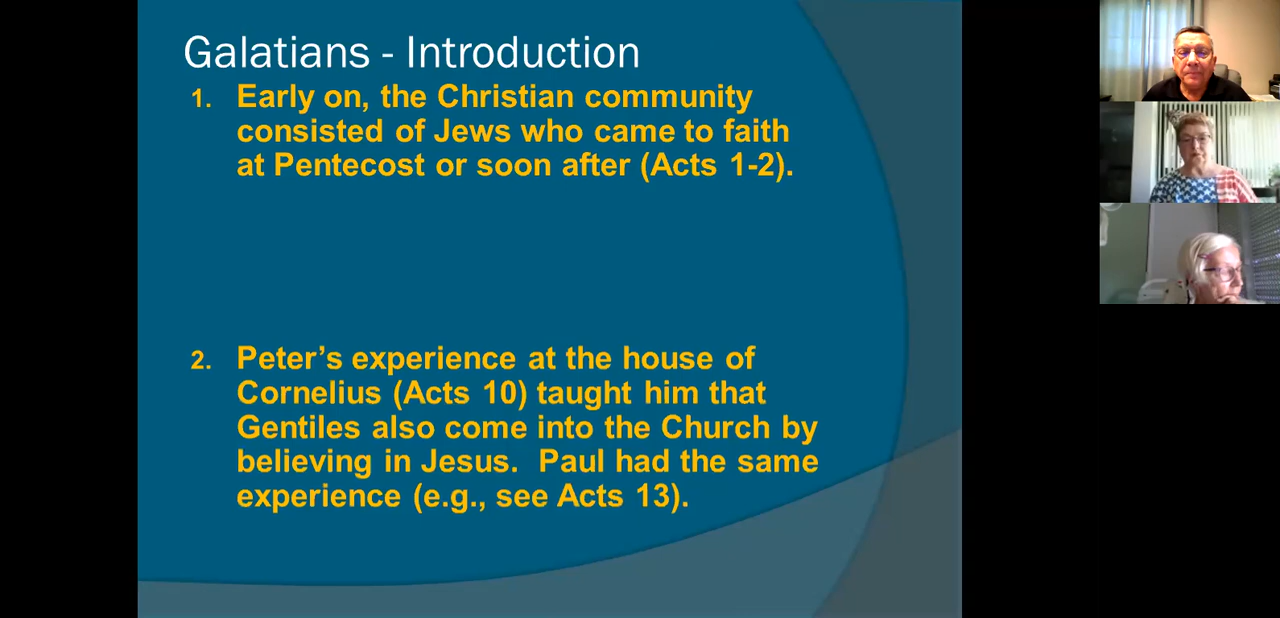 Galatians - Introduction
1. Early on, the Christian community
consisted of Jews who came to faith
at Pentecost or soon after (Acts 1-2).
2. Peter’s experience at the house of
Cornelius (Acts 10) taught him that
Gentiles also come into the Church by
believing in Jesus.  Paul had the same
experience (e.g., see Acts 13).